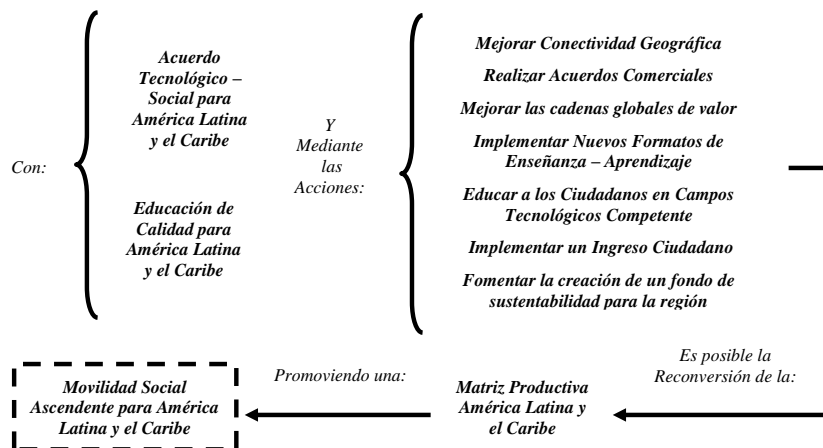 Con:
Acuerdo
Tecnológico –
Social para
América Latina
y el Caribe
Educación de
Calidad para
América Latina
y el Caribe
Y
Mediante
las
Acciones:
Mejorar Conectividad Geográfica
Realizar Acuerdos Comerciales
Mejorar las cadenas globales de valor
Implementar Nuevos Formatos de
Enseñanza – Aprendizaje
Educar a los Ciudadanos en Campos
Tecnológicos Competente
Implementar un Ingreso Ciudadano
Fomentar la creación de un fondo de
sustentabilidad para la región
Es posible la
Reconversión de la:
Matriz Productiva
América Latina y
el Caribe
Promoviendo una:
Movilidad Social
Ascendente para América
Latina y el Caribe